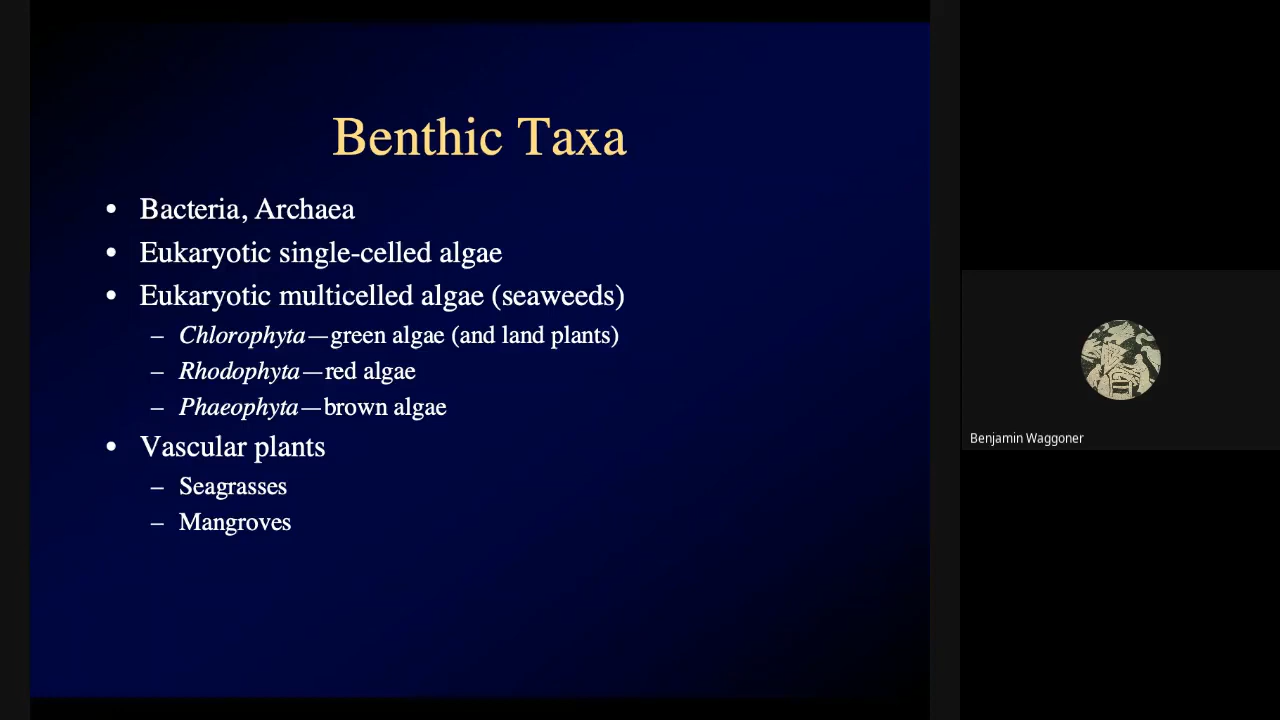 Benthic Taxa
• Bacteria, Archaea
• Eukaryotic single-celled algae
• Eukaryotic multicelled algae (seaweeds)
– Chlorophyta—green algae (and land plants)
– Rhodophyta—red algae
– Phaeophyta—brown algae
• Vascular plants
– Seagrasses
– Mangroves
Benjamin Waggoner